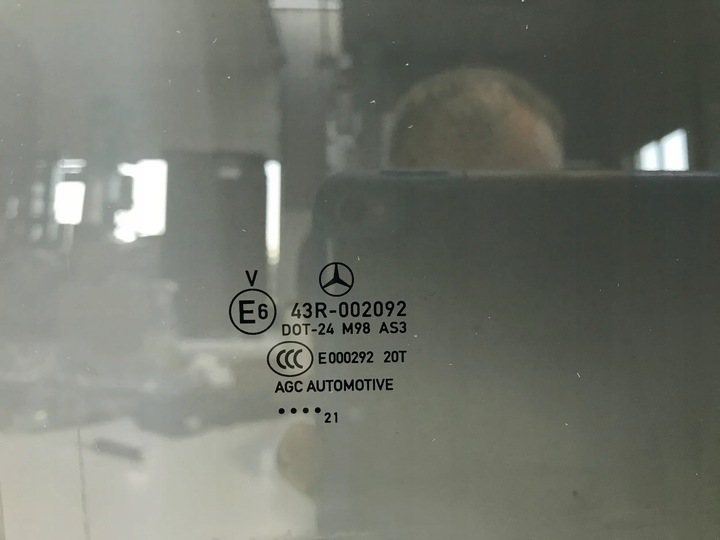 V
E6 43R-002092
DOT-24 M98 AS3
CCC E000292 20T
AGC AUTOMOTIVE
•••• 21